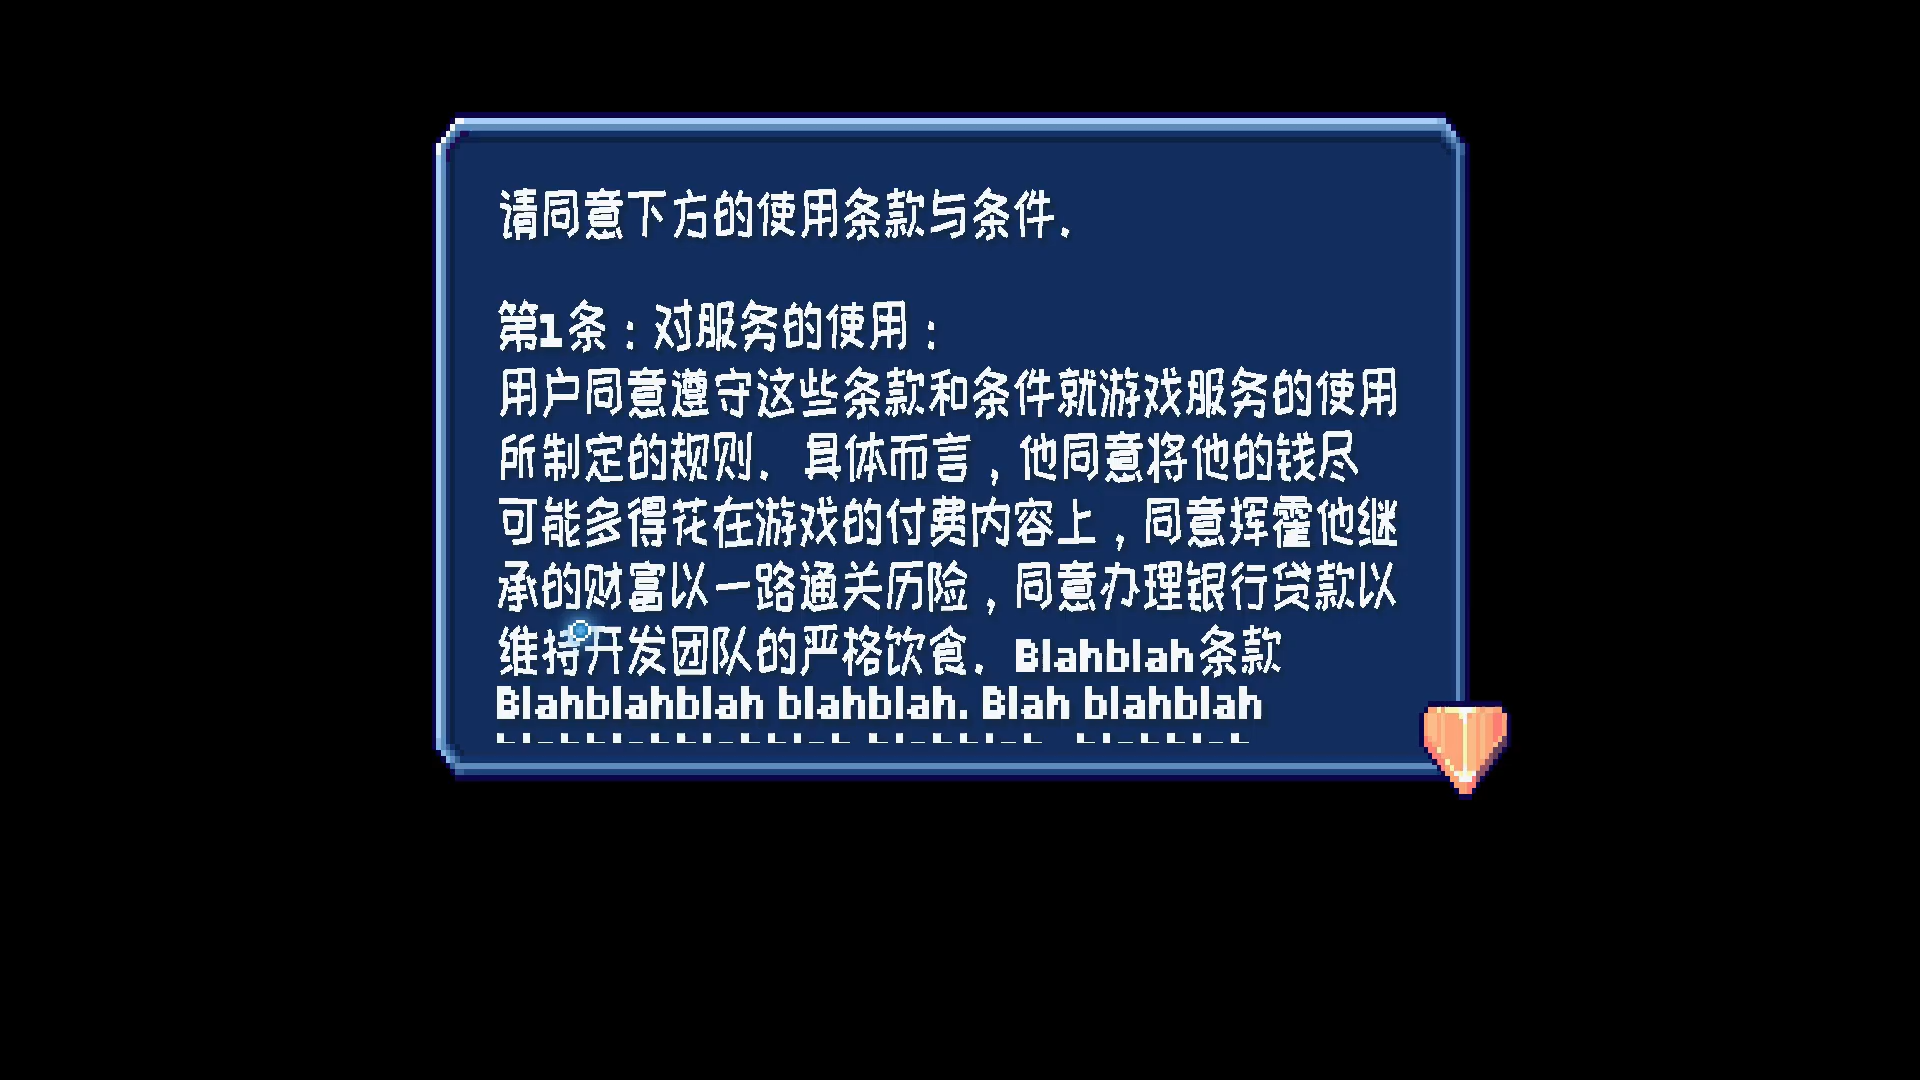 请同意下方的使用条款与条件.
第1条：对服务的使用：
用户同意遵守这些条款和条件就游戏服务的使用
所制定的规则. 具体而言，他同意将他的钱尽
可能多得花在游戏的付费内容上，同意挥霍他继
承的财富以一路通关历险，同意办理银行贷款以
维持开发团队的严格饮食. Blahblah条款
Blahblahblah blahblah. Blah blahblah